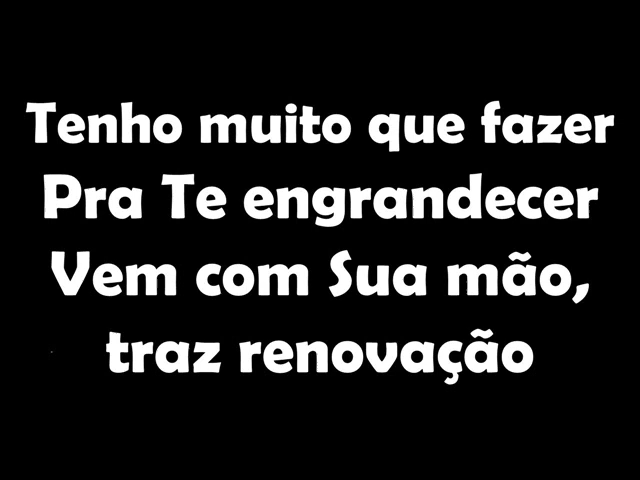 Tenho muito que fazer
Pra Te engrandecer
Vem com Sua mão,
traz renovação